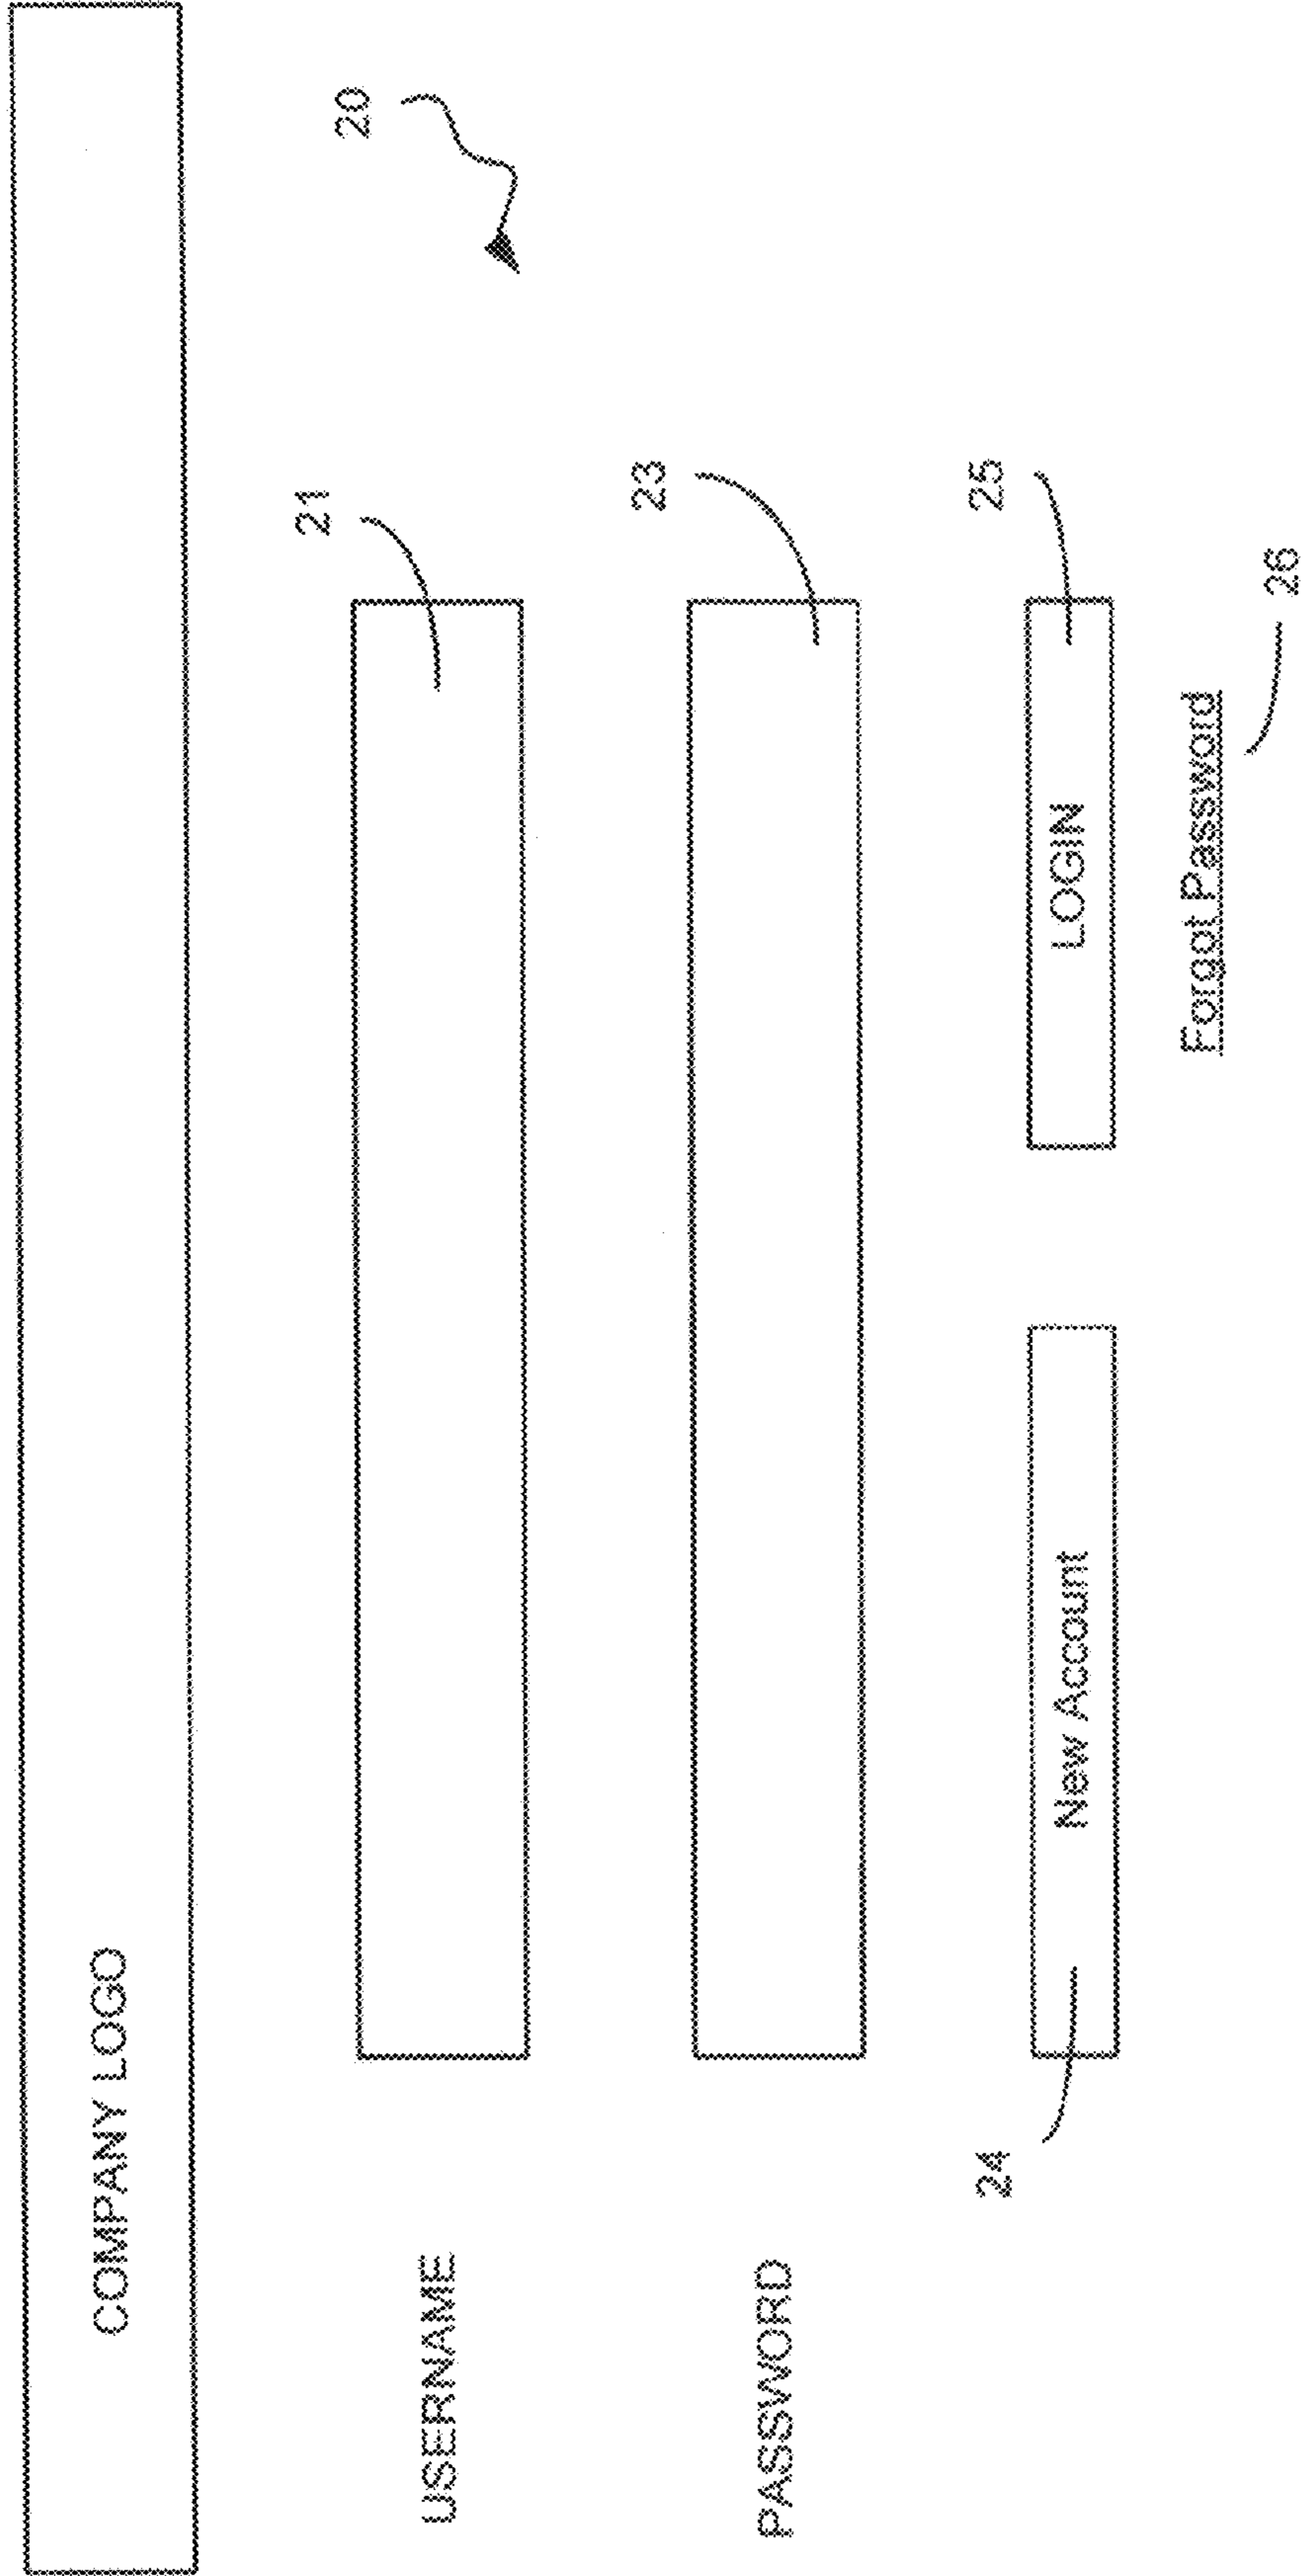 COMPANY LOGO
20
21
USERNAME
23
PASSWORD
24
New Account
LOGIN
25
Forgot Password
26